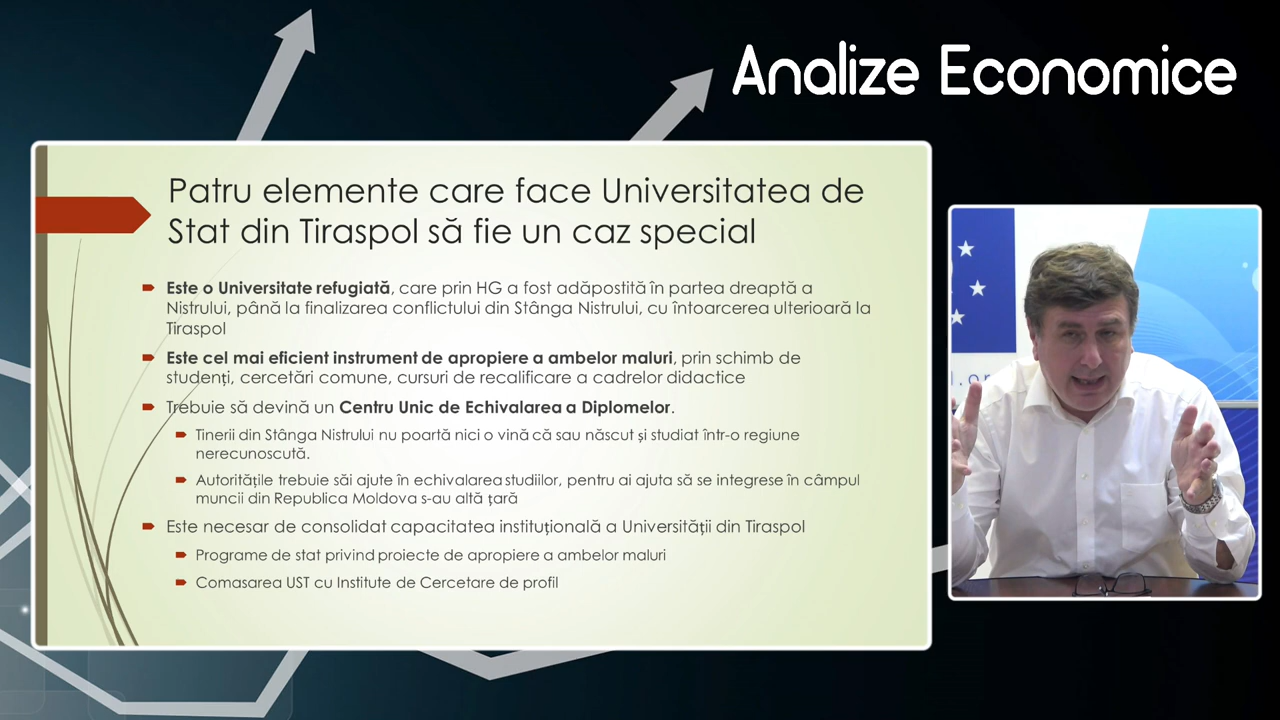 Analize Economice
Patru elemente care face Universitatea de
Stat din Tiraspol să fie un caz special
Este o Universitate refugiată, care prin HG a fost adăpostită în partea dreaptă a
Nistrului, până la finalizarea conflictului din Stânga Nistrului, cu întoarcerea ulterioară la
Tiraspol
Este cel mai eficient instrument de apropiere a ambelor maluri, prin schimb de
studenți, cercetări comune, cursuri de recalificare a cadrelor didactice
Trebuie să devină un Centru Unic de Echivalarea a Diplomelor.
Tinerii din Stânga Nistrului nu poartă nici o vină că sau născut și studiat într-o regiune
nerecunoscută.
Autoritățile trebuie săi ajute în echivalarea studiilor, pentru ai ajuta să se integrese în câmpul
muncii din Republica Moldova s-au altă țară
Este necesar de consolidat capacitatea instituțională a Universității din Tiraspol
Programe de stat privind proiecte de apropiere a ambelor maluri
Comasarea UST cu Institute de Cercetare de profil